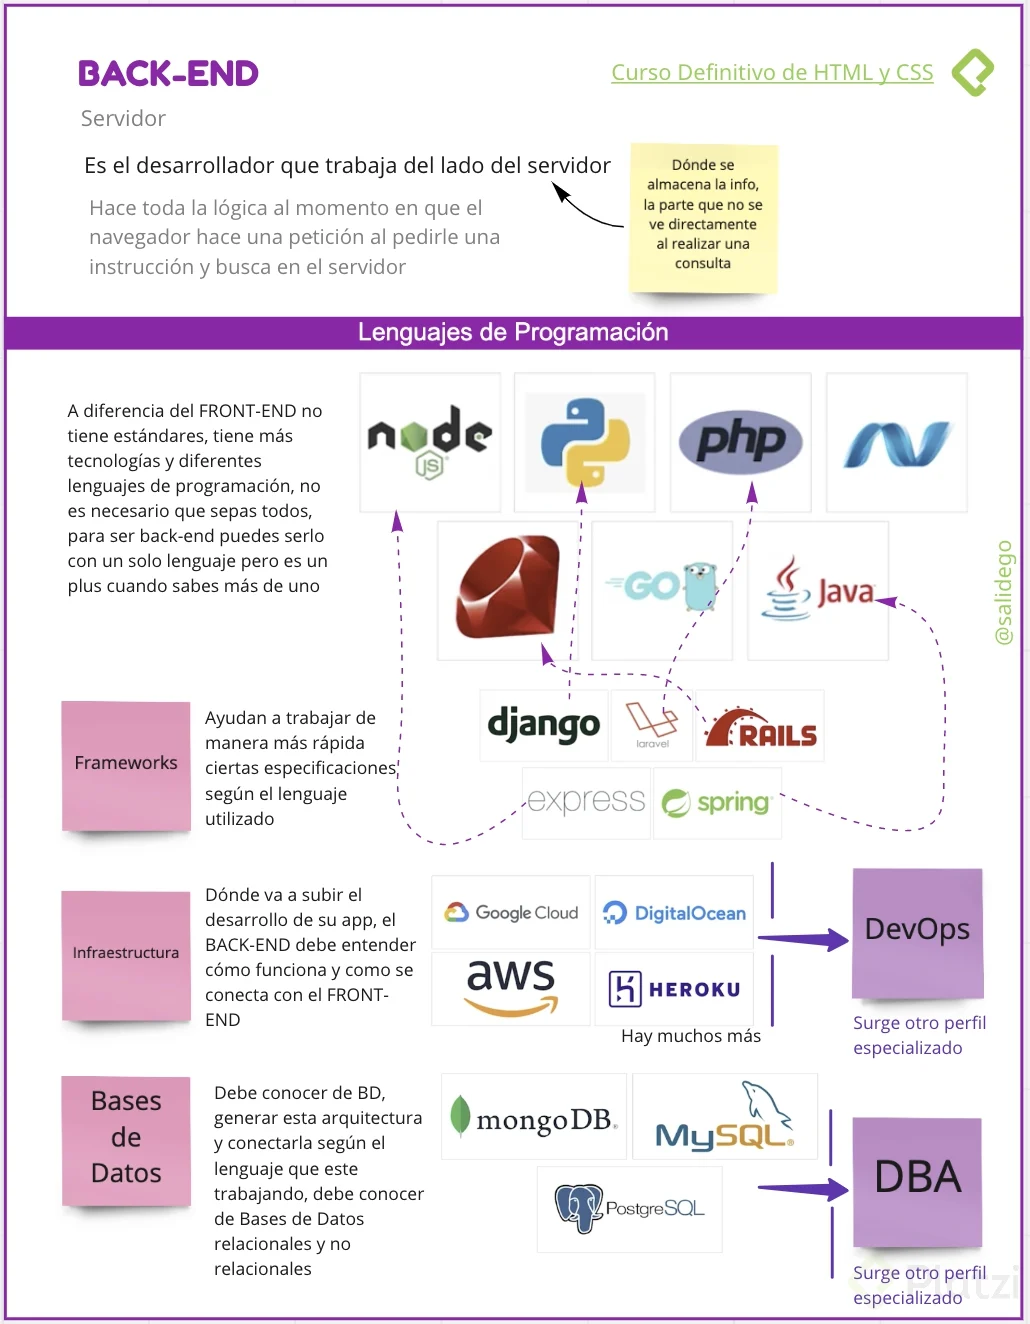 BACK-END
Curso Definitivo de HTML y CSS
Servidor
Es el desarrollador que trabaja del lado del servidor
Hace toda la lógica al momento en que el
navegador hace una petición al pedirle una
instrucción y busca en el servidor
Dónde se
almacena la info,
la parte que no se
ve directamente
al realizar una
consulta
Lenguajes de Programación
A diferencia del FRONT-END no
tiene estándares, tiene más
tecnologías y diferentes
lenguajes de programación, no
es necesario que sepas todos,
para ser back-end puedes serlo
con un solo lenguaje pero es un
plus cuando sabes más de uno
node
JS
php
GO
Java
@salidego
Frameworks
Ayudan a trabajar de
manera más rápida
ciertas especificaciones
según el lenguaje
utilizado
django
laravel
RAILS
express
spring
Infraestructura
Dónde va a subir el
desarrollo de su app, el
BACK-END debe entender
cómo funciona y como se
conecta con el FRONT-
END
Google Cloud
DigitalOcean
aws
HEROKU
Hay muchos más
DevOps
Surge otro perfil
especializado
Bases
de
Datos
Debe conocer de BD,
generar esta arquitectura
y conectarla según el
lenguaje que este
trabajando, debe conocer
de Bases de Datos
relacionales y no
relacionales
mongoDB®
MySQL®
PostgreSQL
DBA
Surge otro perfil
especializado
Platzi